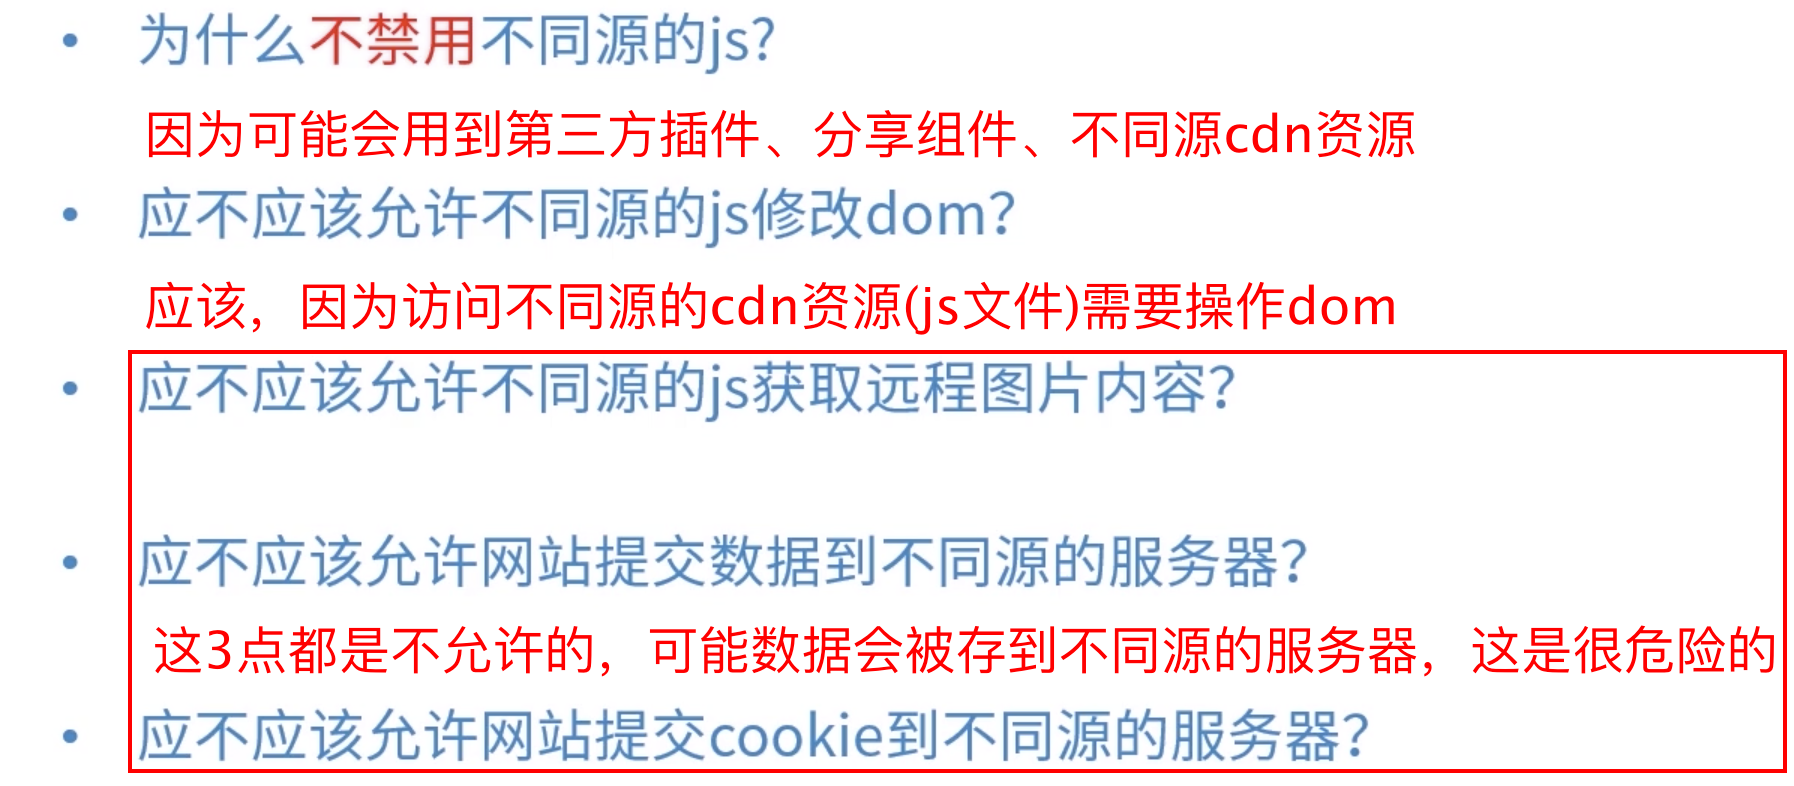 • 为什么不禁用不同源的js?
因为可能会用到第三方插件、分享组件、不同源cdn资源
• 应不应该允许不同源的js修改dom？
应该，因为访问不同源的cdn资源(js文件)需要操作dom
• 应不应该允许不同源的js获取远程图片内容？
• 应不应该允许网站提交数据到不同源的服务器？
这3点都是不允许的，可能数据会被存到不同源的服务器，这是很危险的
• 应不应该允许网站提交cookie到不同源的服务器？